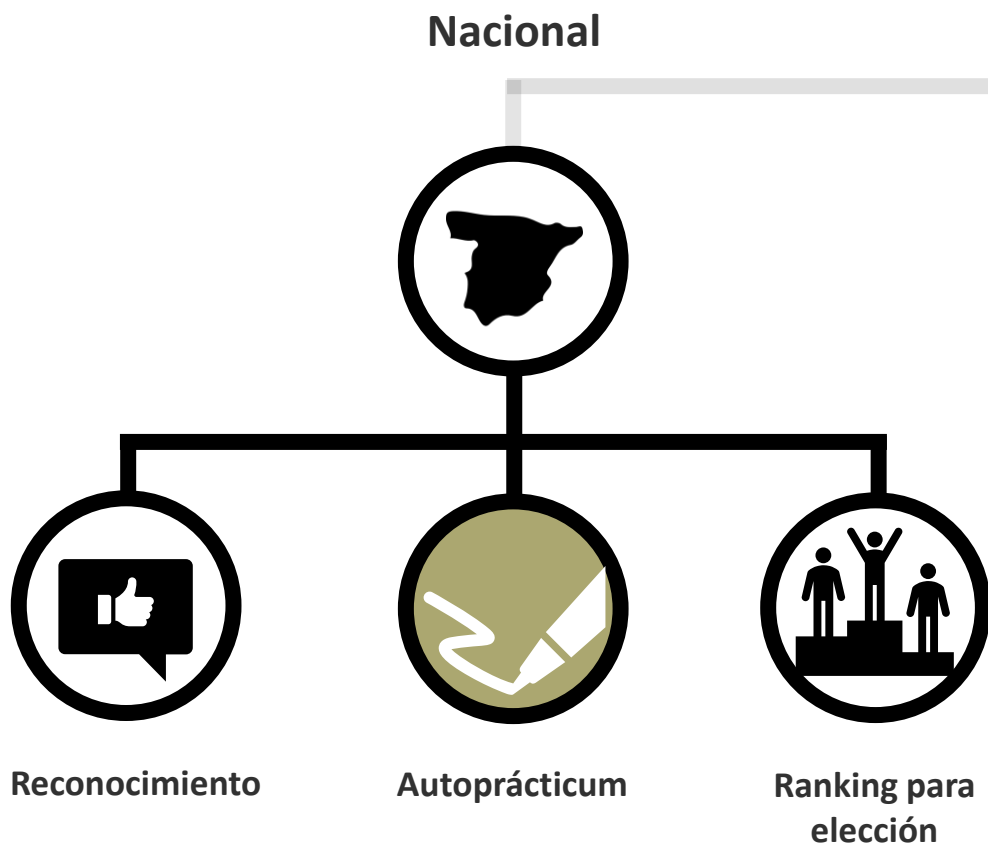 Nacional
Reconocimiento
Autoprácticum
Ranking para
elección